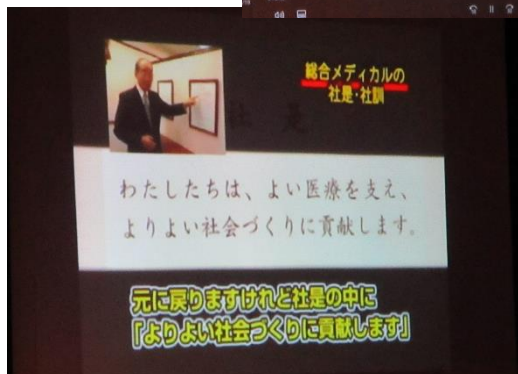 総合メディカルの
社是・社訓
社是
わたしたちは、よい医療を支え、
よりよい社会づくりに貢献します。
元に戻りますけれど社是の中に
「よりよい社会づくりに貢献します」